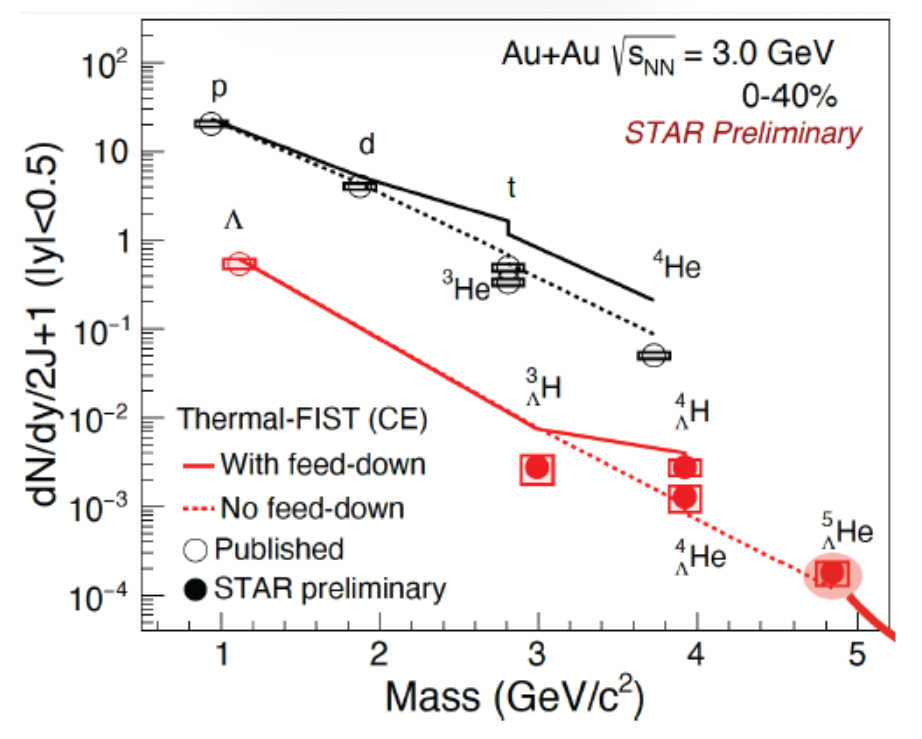 Au+Au √sNN = 3.0 GeV
0-40%
STAR Preliminary
dN/dy/2J+1 (|y|<0.5)
10²
10
1
10⁻¹
10⁻²
10⁻³
10⁻⁴
p
d
t
Λ
³He
⁴He
³ΛH
⁴ΛH
⁴ΛHe
⁵ΛHe
Thermal-FIST (CE)
With feed-down
No feed-down
Published
STAR preliminary
1 2 3 4 5
Mass (GeV/c²)